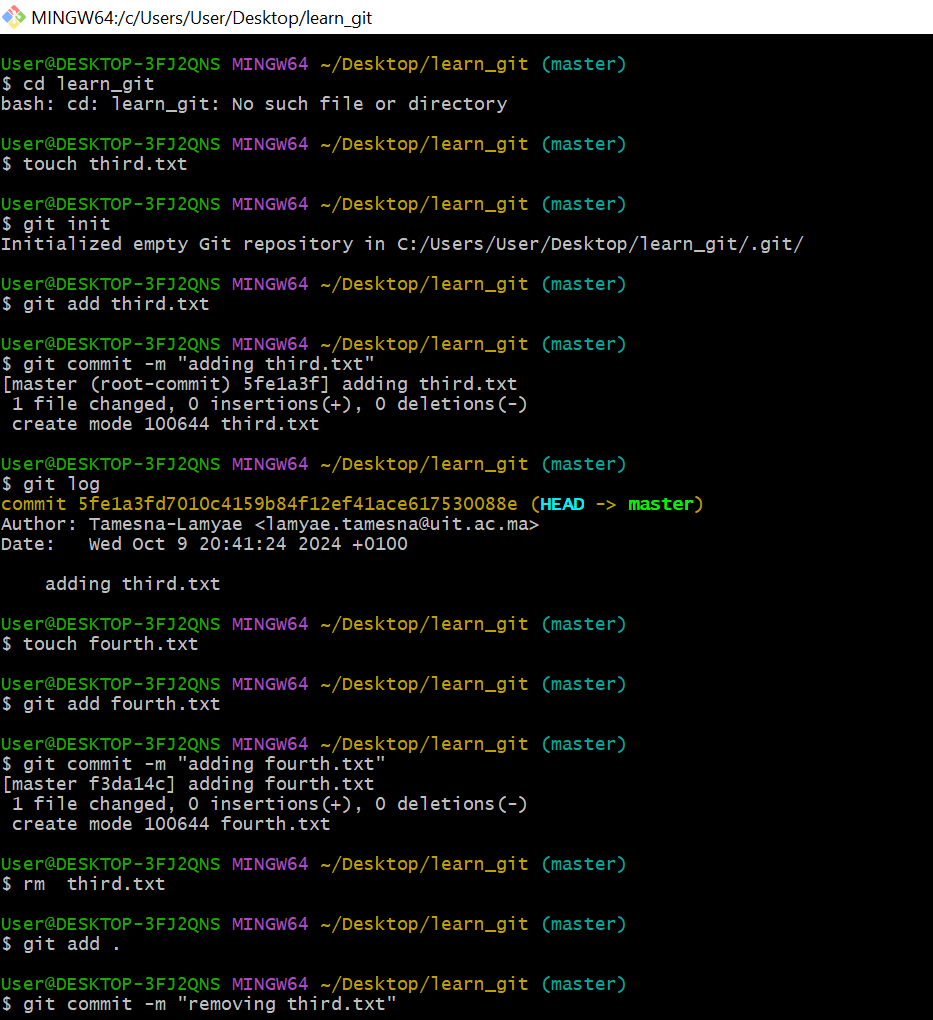 MINGW64:/c/Users/User/Desktop/learn_git
User@DESKTOP-3FJ2QNS MINGW64 ~/Desktop/learn_git (master)
$ cd learn_git
bash: cd: learn_git: No such file or directory
User@DESKTOP-3FJ2QNS MINGW64 ~/Desktop/learn_git (master)
$ touch third.txt
User@DESKTOP-3FJ2QNS MINGW64 ~/Desktop/learn_git (master)
$ git init
Initialized empty Git repository in C:/Users/User/Desktop/learn_git/.git/
User@DESKTOP-3FJ2QNS MINGW64 ~/Desktop/learn_git (master)
$ git add third.txt
User@DESKTOP-3FJ2QNS MINGW64 ~/Desktop/learn_git (master)
$ git commit -m "adding third.txt"
[master (root-commit) 5fe1a3f] adding third.txt
 1 file changed, 0 insertions(+), 0 deletions(-)
 create mode 100644 third.txt
User@DESKTOP-3FJ2QNS MINGW64 ~/Desktop/learn_git (master)
$ git log
commit 5fe1a3fd7010c4159b84f12ef41ace617530088e (HEAD -> master)
Author: Tamesna-Lamyae <lamyae.tamesna@uit.ac.ma>
Date:   Wed Oct 9 20:41:24 2024 +0100
    adding third.txt
User@DESKTOP-3FJ2QNS MINGW64 ~/Desktop/learn_git (master)
$ touch fourth.txt
User@DESKTOP-3FJ2QNS MINGW64 ~/Desktop/learn_git (master)
$ git add fourth.txt
User@DESKTOP-3FJ2QNS MINGW64 ~/Desktop/learn_git (master)
$ git commit -m "adding fourth.txt"
[master f3da14c] adding fourth.txt
 1 file changed, 0 insertions(+), 0 deletions(-)
 create mode 100644 fourth.txt
User@DESKTOP-3FJ2QNS MINGW64 ~/Desktop/learn_git (master)
$ rm  third.txt
User@DESKTOP-3FJ2QNS MINGW64 ~/Desktop/learn_git (master)
$ git add .
User@DESKTOP-3FJ2QNS MINGW64 ~/Desktop/learn_git (master)
$ git commit -m "removing third.txt"